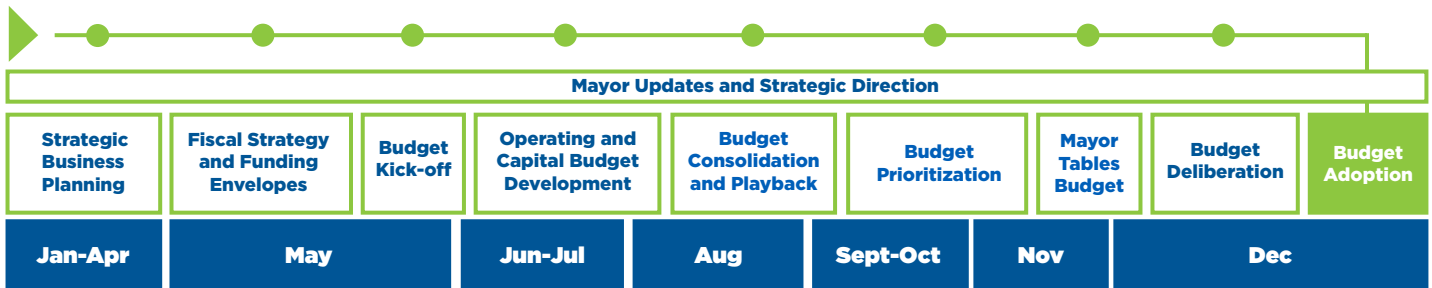 Mayor Updates and Strategic Direction
Strategic
Business
Planning
Fiscal Strategy
and Funding
Envelopes
Budget
Kick-off
Operating and
Capital Budget
Development
Budget
Consolidation
and Playback
Budget
Prioritization
Mayor
Tables
Budget
Budget
Deliberation
Budget
Adoption
Jan-Apr
May
Jun-Jul
Aug
Sept-Oct
Nov
Dec